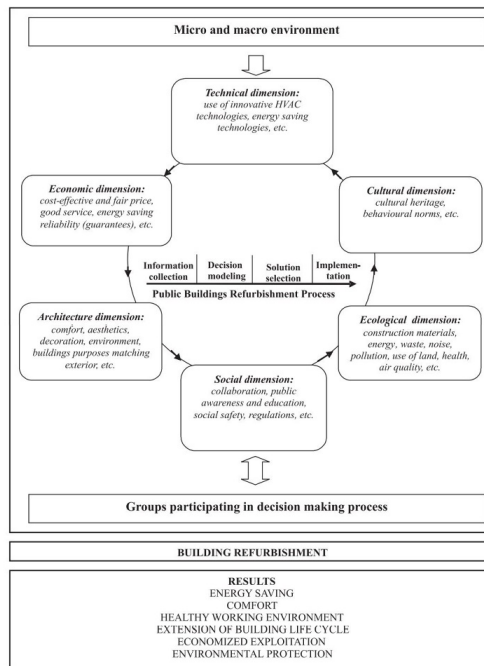 Micro and macro environment
Technical dimension:
use of innovative HVAC
technologies, energy saving
technologies, etc.
Economic dimension:
cost-effective and fair price,
good service, energy saving
reliability (guarantees), etc.
Cultural dimension:
cultural heritage,
behavioural norms, etc.
Information
collection
Decision
modeling
Solution
selection
Implemen-
tation
Public Buildings Refurbishment Process
Architecture dimension:
comfort, aesthetics,
decoration, environment,
buildings purposes matching
exterior, etc.
Ecological dimension:
construction materials,
energy, waste, noise,
pollution, use of land, health,
air quality, etc.
Social dimension:
collaboration, public
awareness and education,
social safety, regulations, etc.
Groups participating in decision making process
BUILDING REFURBISHMENT
RESULTS
ENERGY SAVING
COMFORT
HEALTHY WORKING ENVIRONMENT
EXTENSION OF BUILDING LIFE CYCLE
ECONOMIZED EXPLOITATION
ENVIRONMENTAL PROTECTION